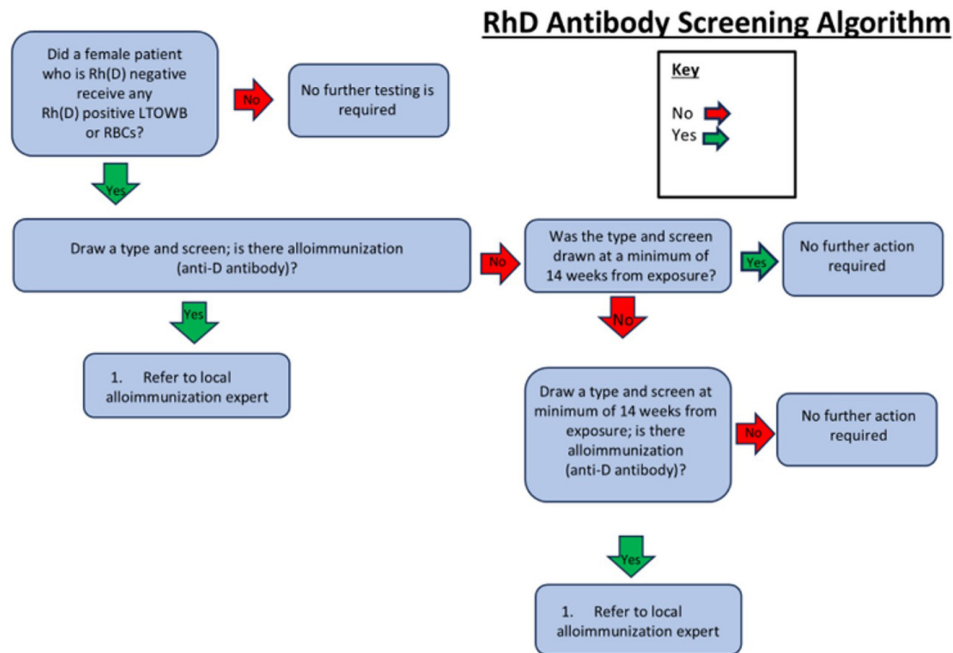 RhD Antibody Screening Algorithm
Did a female patient
who is Rh(D) negative
receive any
Rh(D) positive LTOWB
or RBCs?
No
No further testing is
required
Key
No
Yes
Yes
Draw a type and screen; is there alloimmunization
(anti-D antibody)?
No
Was the type and screen
drawn at a minimum of
14 weeks from exposure?
Yes
No further action
required
Yes
No
1. Refer to local
alloimmunization expert
Draw a type and screen at
minimum of 14 weeks from
exposure; is there
alloimmunization
(anti-D antibody)?
No
No further action
required
Yes
1. Refer to local
alloimmunization expert